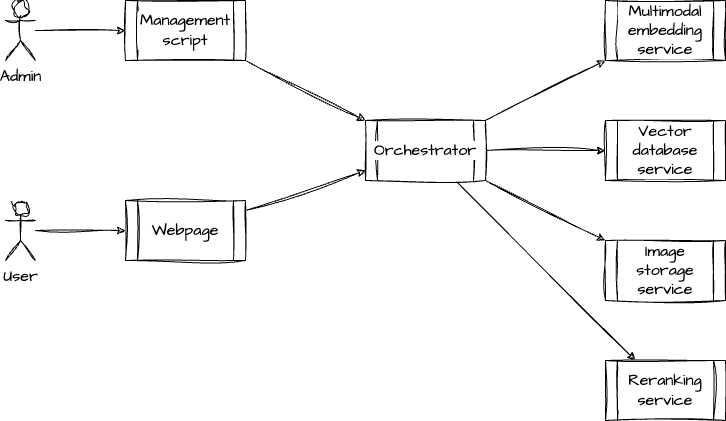 Admin
Management
script
Multimodal
embedding
service
Orchestrator
Vector
database
service
User
Webpage
Image
storage
service
Reranking
service